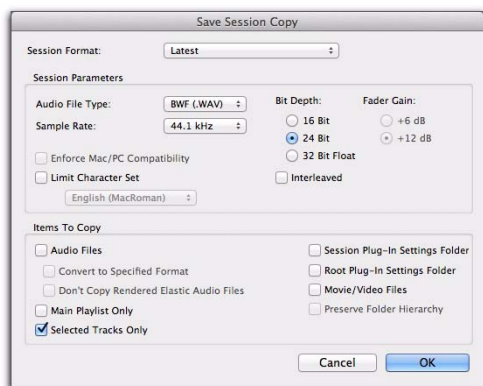 Save Session Copy
Session Format: Latest
Session Parameters
Audio File Type: BWF (.WAV)
Sample Rate: 44.1 kHz
Enforce Mac/PC Compatibility
Limit Character Set
English (MacRoman)
Bit Depth:
16 Bit
24 Bit
32 Bit Float
Interleaved
Fader Gain:
+6 dB
+12 dB
Items To Copy
Audio Files
Convert to Specified Format
Don't Copy Rendered Elastic Audio Files
Main Playlist Only
Selected Tracks Only
Session Plug-In Settings Folder
Root Plug-In Settings Folder
Movie/Video Files
Preserve Folder Hierarchy
Cancel OK